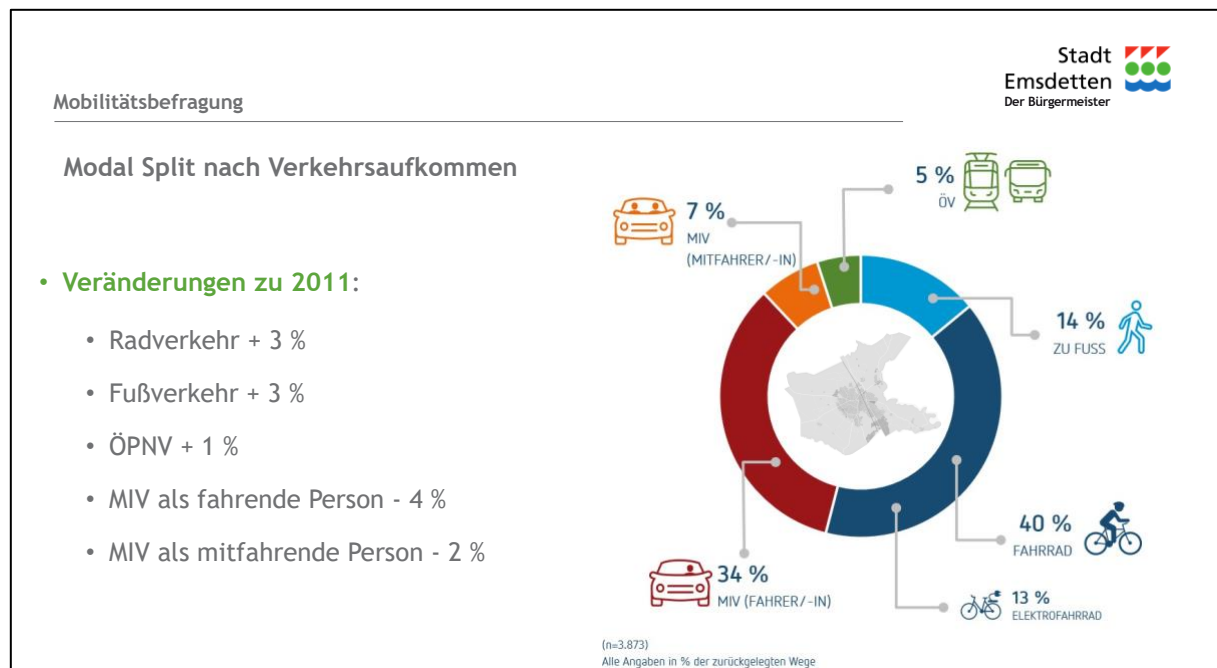 Stadt
Emsdetten
Der Bürgermeister
Mobilitätsbefragung
Modal Split nach Verkehrsaufkommen
• Veränderungen zu 2011:
• Radverkehr + 3 %
• Fußverkehr + 3 %
• ÖPNV + 1 %
• MIV als fahrende Person - 4 %
• MIV als mitfahrende Person - 2 %
5 %
ÖV
7 %
MIV
(MITFAHRER/-IN)
14 %
ZU FUSS
40 %
FAHRRAD
13 %
ELEKTROFAHRRAD
34 %
MIV (FAHRER/-IN)
(n=3.873)
Alle Angaben in % der zurückgelegten Wege